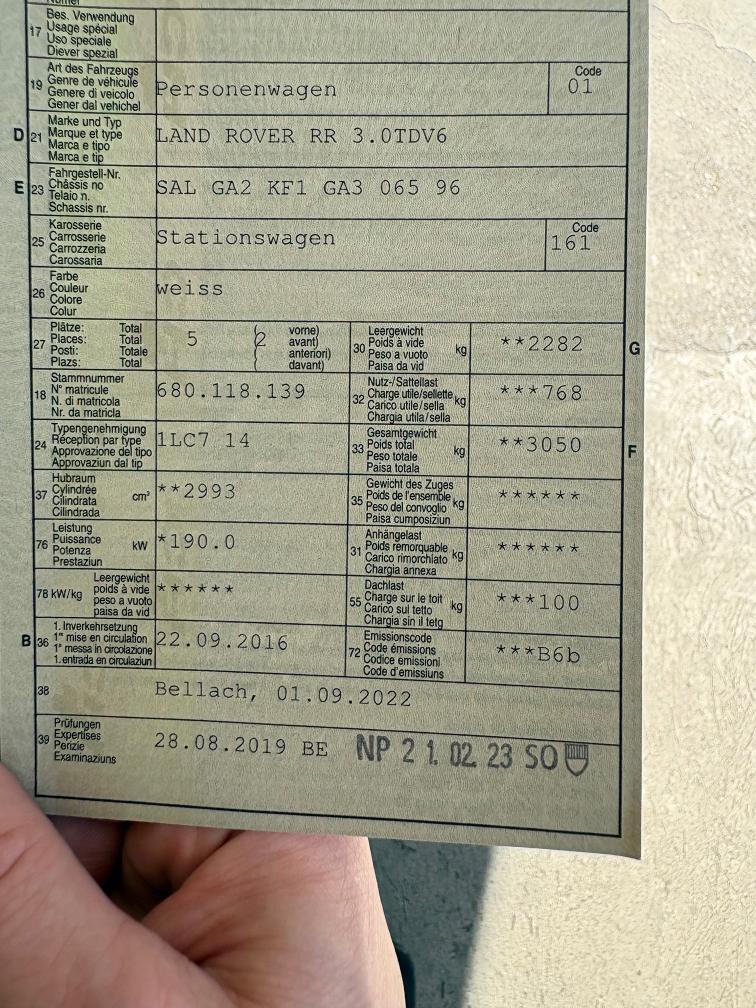 17 Bes. Verwendung
Usage spécial
Uso speciale
Diever spezial
19 Art des Fahrzeugs
Genre de véhicule
Genere di veicolo
Gener dal vehichel
Personenwagen
Code
01
D 21 Marke und Typ
Marque et type
Marca e tipo
Marca e tip
LAND ROVER RR 3.0TDV6
E 23 Fahrgestell-Nr.
Châssis no
Telaio n.
Schassis nr.
SAL GA2 KF1 GA3 065 96
25 Karosserie
Carrosserie
Carrozzeria
Carossaria
Stationswagen
Code
161
26 Farbe
Couleur
Colore
Colur
weiss
27 Plätze: Total
Places: Total
Posti: Totale
Plazs: Total
5 (2 vorne)
avant)
anteriori)
davant)
30 Leergewicht
Poids à vide
Peso a vuoto
Paisa da vid
kg **2282 G
18 Stammnummer
N° matricule
N. di matricola
Nr. da matricla
680.118.139
32 Nutz-/Sattellast
Charge utile/sellette
Carico utile/sella
Chargia utila/sella
kg ***768
24 Typengenehmigung
Réception par type
Approvazione del tipo
Approvaziun dal tip
1LC7 14
33 Gesamtgewicht
Poids total
Peso totale
Paisa totala
kg **3050 F
37 Hubraum
Cylindrée
Cilindrata
Cilindrada
cm³ **2993
35 Gewicht des Zuges
Poids de l'ensemble
Peso del convoglio
Paisa cumposiziun
kg ******
76 Leistung
Puissance
Potenza
Prestaziun
kW *190.0
31 Anhängelast
Poids remorquable
Carico rimorchiato
Chargia annexa
kg ******
78 kW/kg Leergewicht
poids à vide
peso a vuoto
paisa da vid
******
55 Dachlast
Charge sur le toit
Carico sul tetto
Chargia sin il tetg
kg ***100
B 36 1. Inverkehrsetzung
1re mise en circulation
1a messa in circolazione
1. entrada en circulaziun
22.09.2016
72 Emissionscode
Code émissions
Codice emissioni
Code d'emissiuns
***B6b
38 Bellach, 01.09.2022
39 Prüfungen
Expertises
Perizie
Examinaziuns
28.08.2019 BE NP 21.02.23 SO